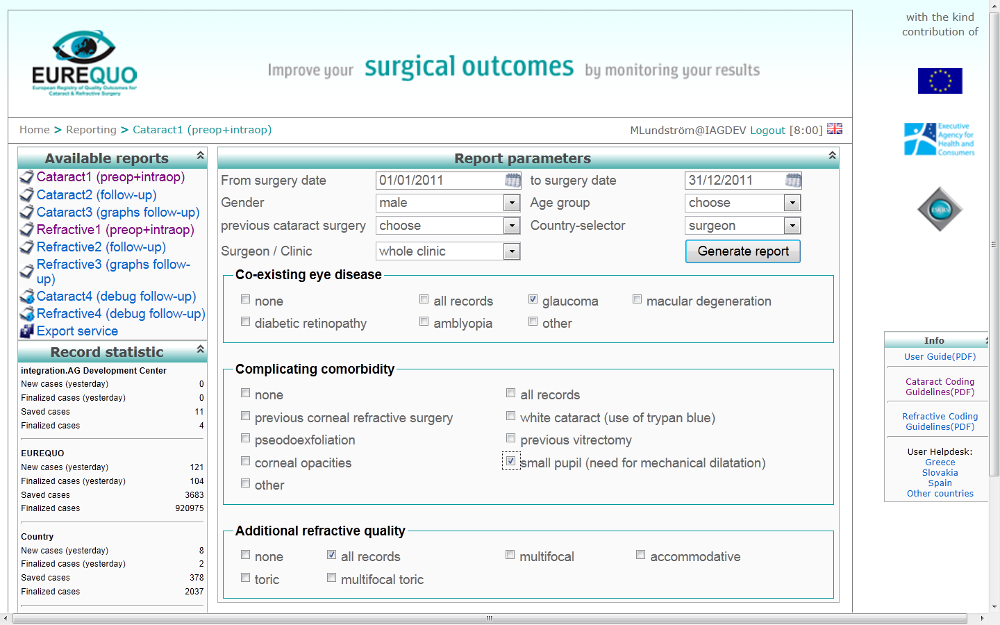 with the kind
contribution of
EUREQUO
European Registry of Quality Outcomes for
Cataract & Refractive Surgery
Improve your surgical outcomes by monitoring your results
Home > Reporting > Cataract1 (preop+intraop)
MLundström@IAGDEV Logout [8:00]
Executive
Agency for
Health and
Consumers
ESCRS
Available reports
Cataract1 (preop+intraop)
Cataract2 (follow-up)
Cataract3 (graphs follow-up)
Refractive1 (preop+intraop)
Refractive2 (follow-up)
Refractive3 (graphs follow-
up)
Cataract4 (debug follow-up)
Refractive4 (debug follow-up)
Export service
Record statistic
integration.AG Development Center
New cases (yesterday) 0
Finalized cases (yesterday) 0
Saved cases 11
Finalized cases 4
EUREQUO
New cases (yesterday) 121
Finalized cases (yesterday) 104
Saved cases 3683
Finalized cases 920975
Country
New cases (yesterday) 8
Finalized cases (yesterday) 2
Saved cases 378
Finalized cases 2037
Report parameters
From surgery date 01/01/2011 to surgery date 31/12/2011
Gender male Age group choose
previous cataract surgery choose Country-selector surgeon
Surgeon / Clinic whole clinic Generate report
Co-existing eye disease
none all records glaucoma macular degeneration
diabetic retinopathy amblyopia other
Complicating comorbidity
none all records
previous corneal refractive surgery white cataract (use of trypan blue)
pseodoexfoliation previous vitrectomy
corneal opacities small pupil (need for mechanical dilatation)
other
Additional refractive quality
none all records multifocal accommodative
toric multifocal toric
Info
User Guide(PDF)
Cataract Coding
Guidelines(PDF)
Refractive Coding
Guidelines(PDF)
User Helpdesk:
Greece
Slovakia
Spain
Other countries